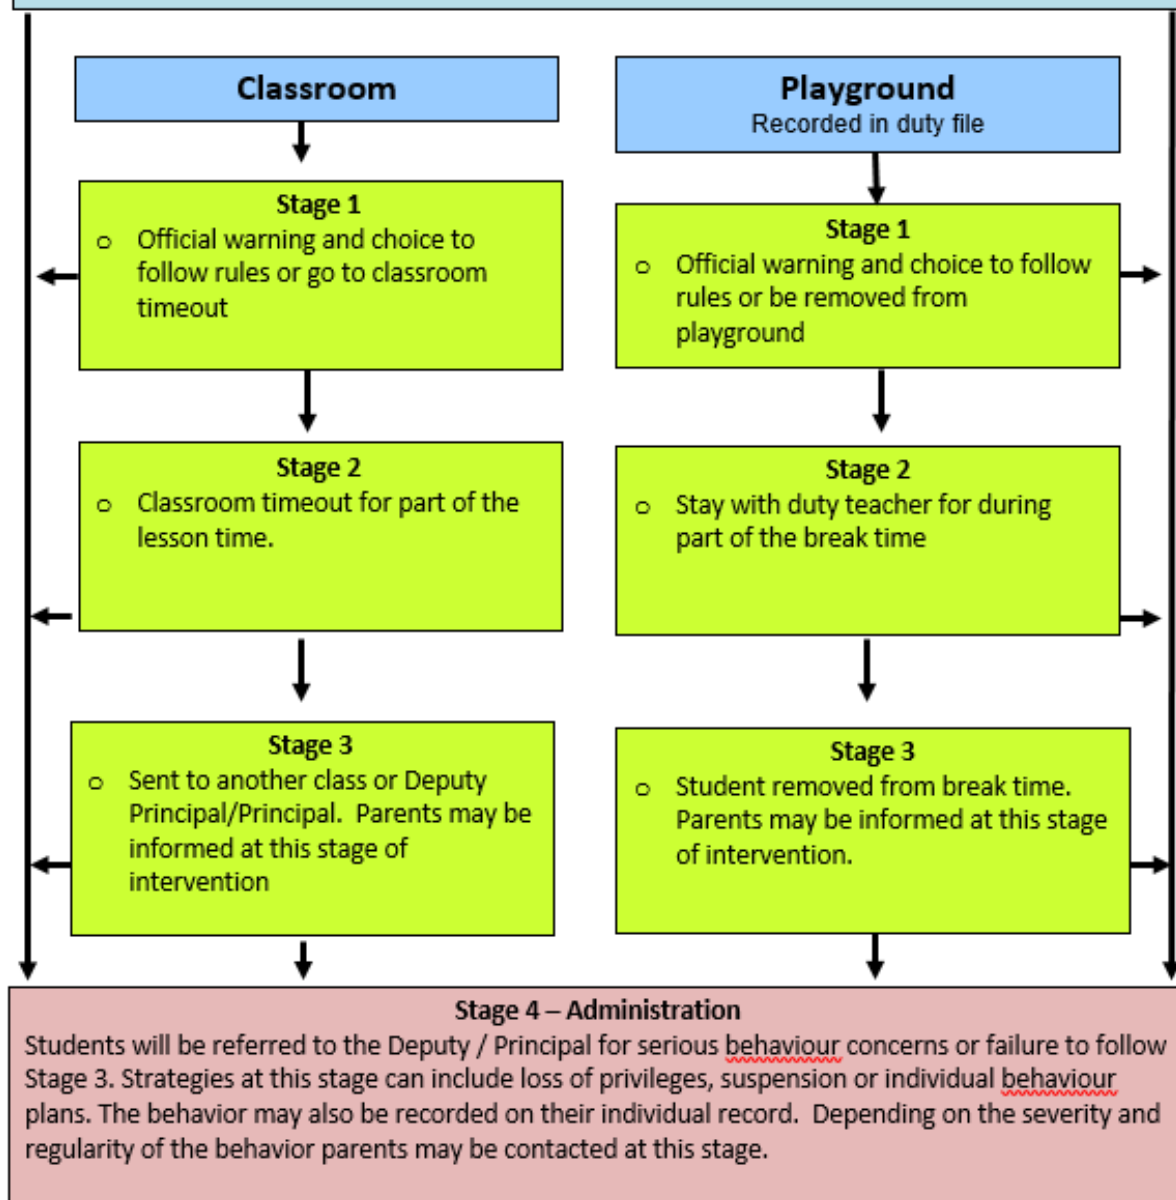 Classroom
Stage 1
o Official warning and choice to
follow rules or go to classroom
timeout
Stage 2
o Classroom timeout for part of the
lesson time.
Stage 3
o Sent to another class or Deputy
Principal/Principal. Parents may be
informed at this stage of
intervention
Playground
Recorded in duty file
Stage 1
o Official warning and choice to follow
rules or be removed from
playground
Stage 2
o Stay with duty teacher for during
part of the break time
Stage 3
o Student removed from break time.
Parents may be informed at this stage
of intervention.
Stage 4 – Administration
Students will be referred to the Deputy / Principal for serious behaviour concerns or failure to follow
Stage 3. Strategies at this stage can include loss of privileges, suspension or individual behaviour
plans. The behavior may also be recorded on their individual record. Depending on the severity and
regularity of the behavior parents may be contacted at this stage.